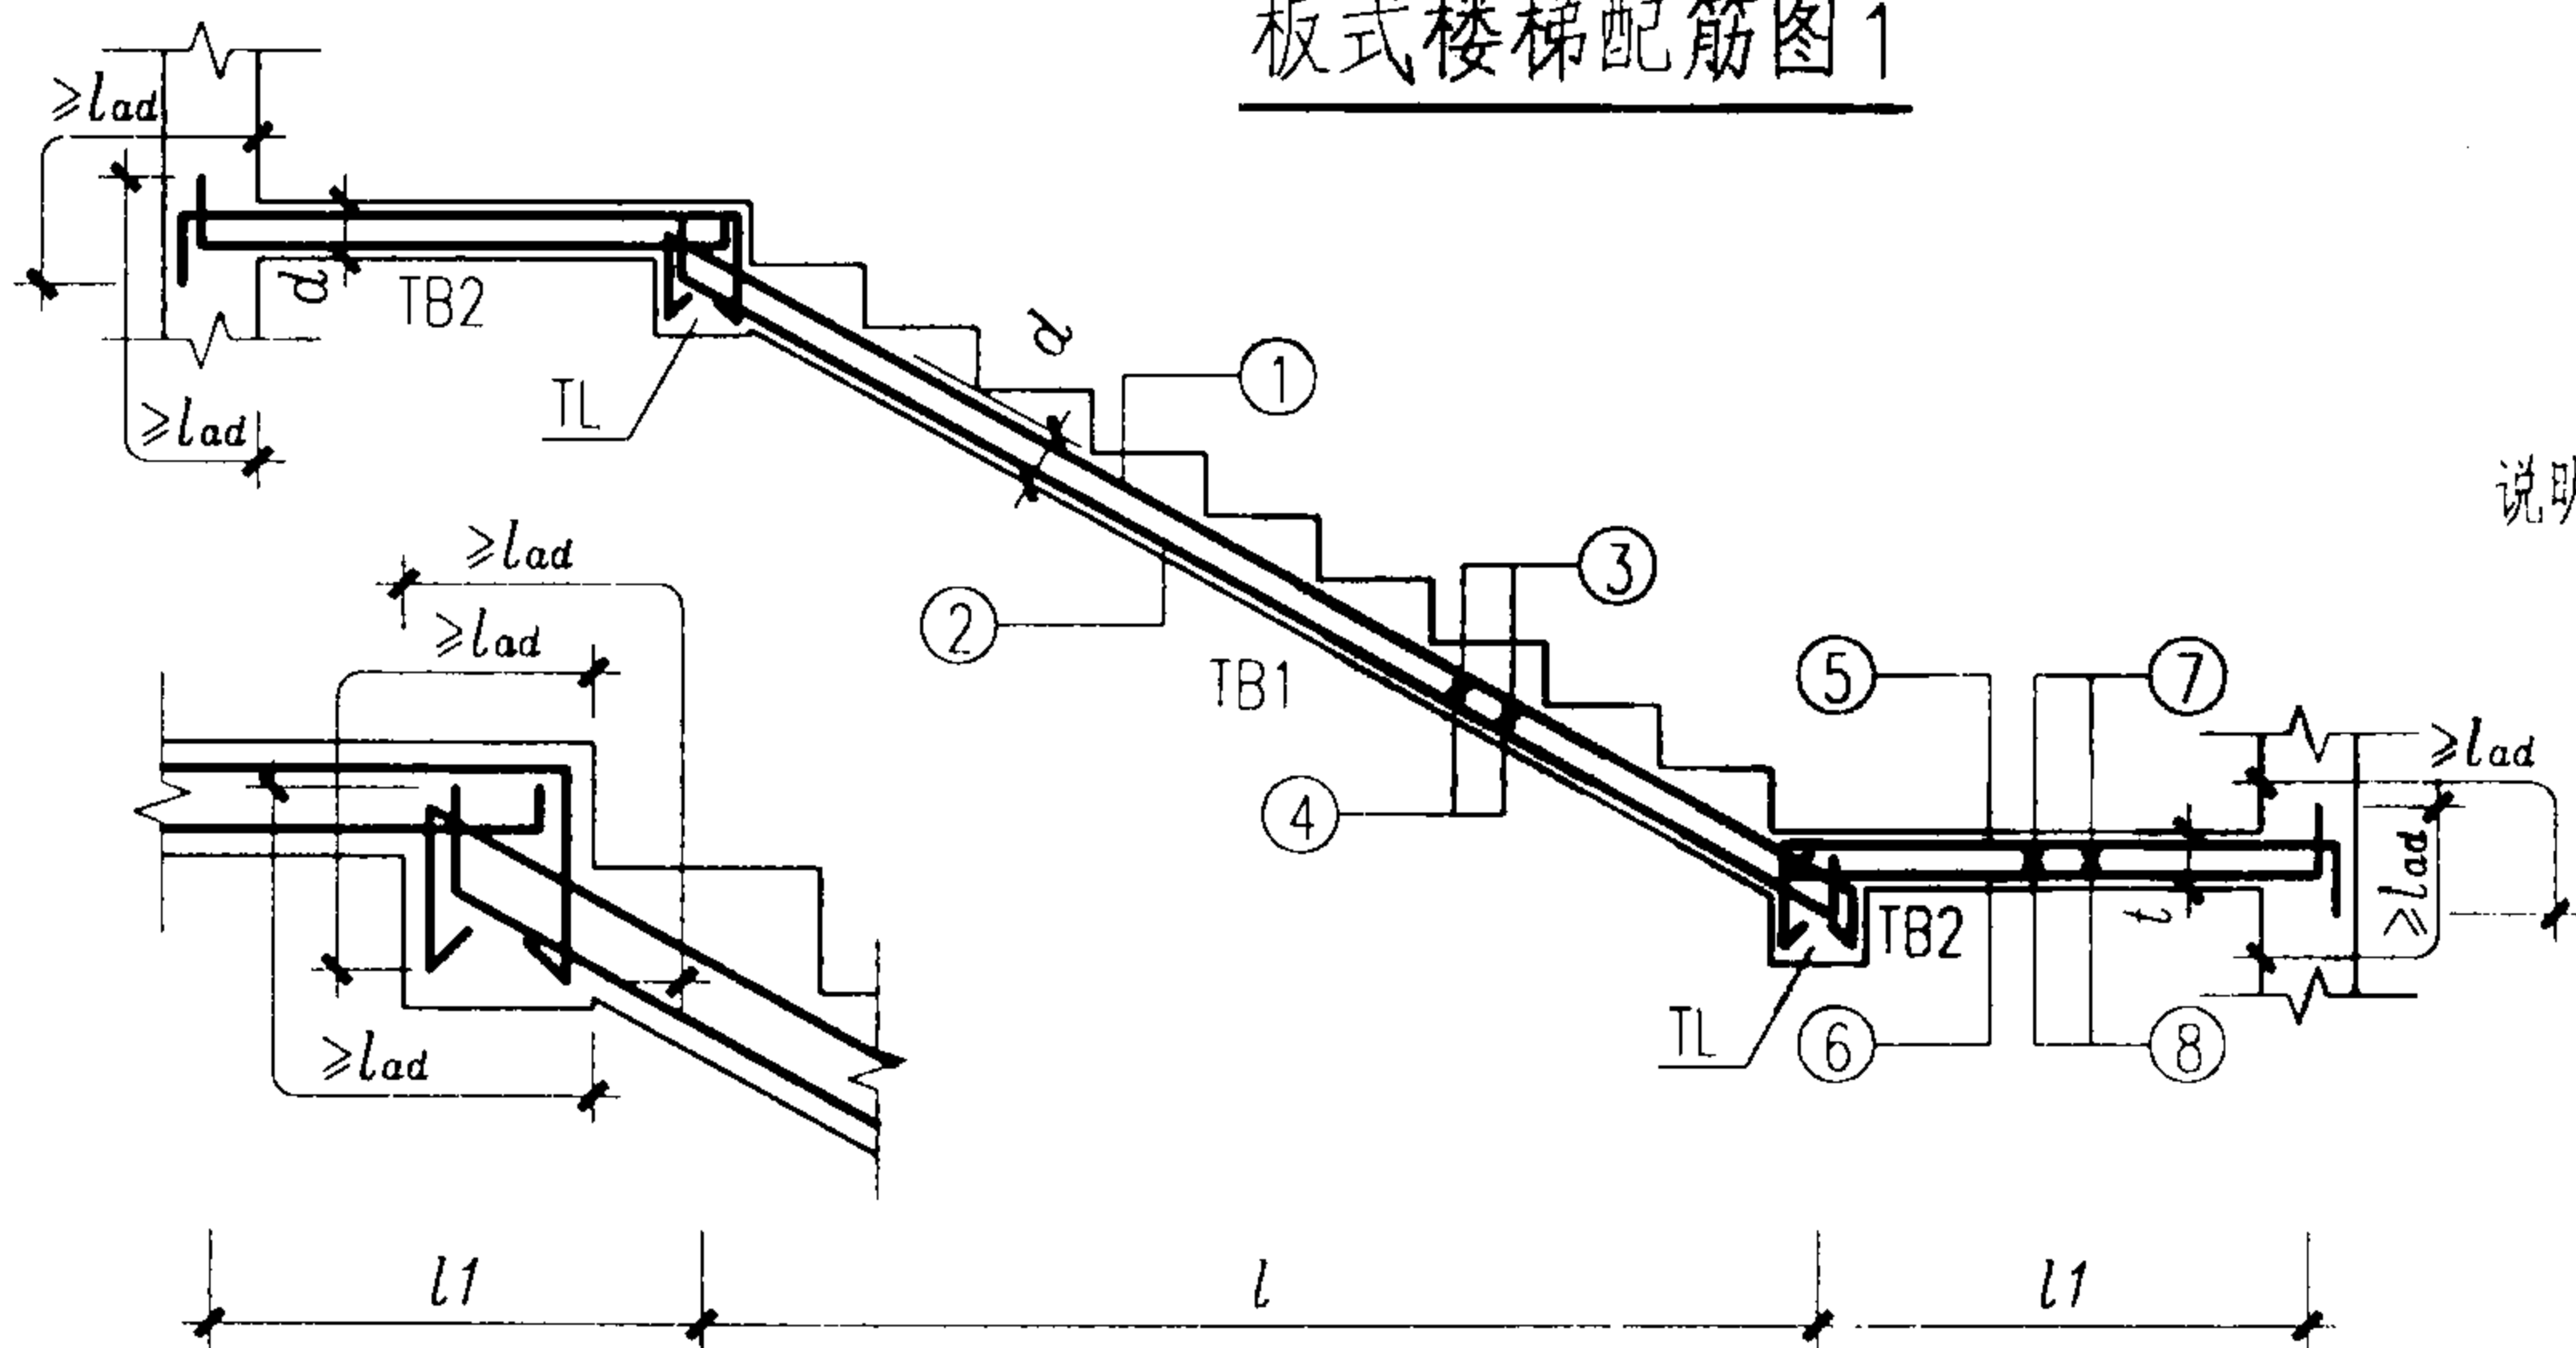 板式楼梯配筋图1
≥lad
d
TB2
≥lad
TL
d
①
≥lad
≥lad
②
③
TB1
④
⑤
⑦
≥lad
≥lad
t
TB2
TL
⑥
⑧
≥lad
l1
l
l1
说明